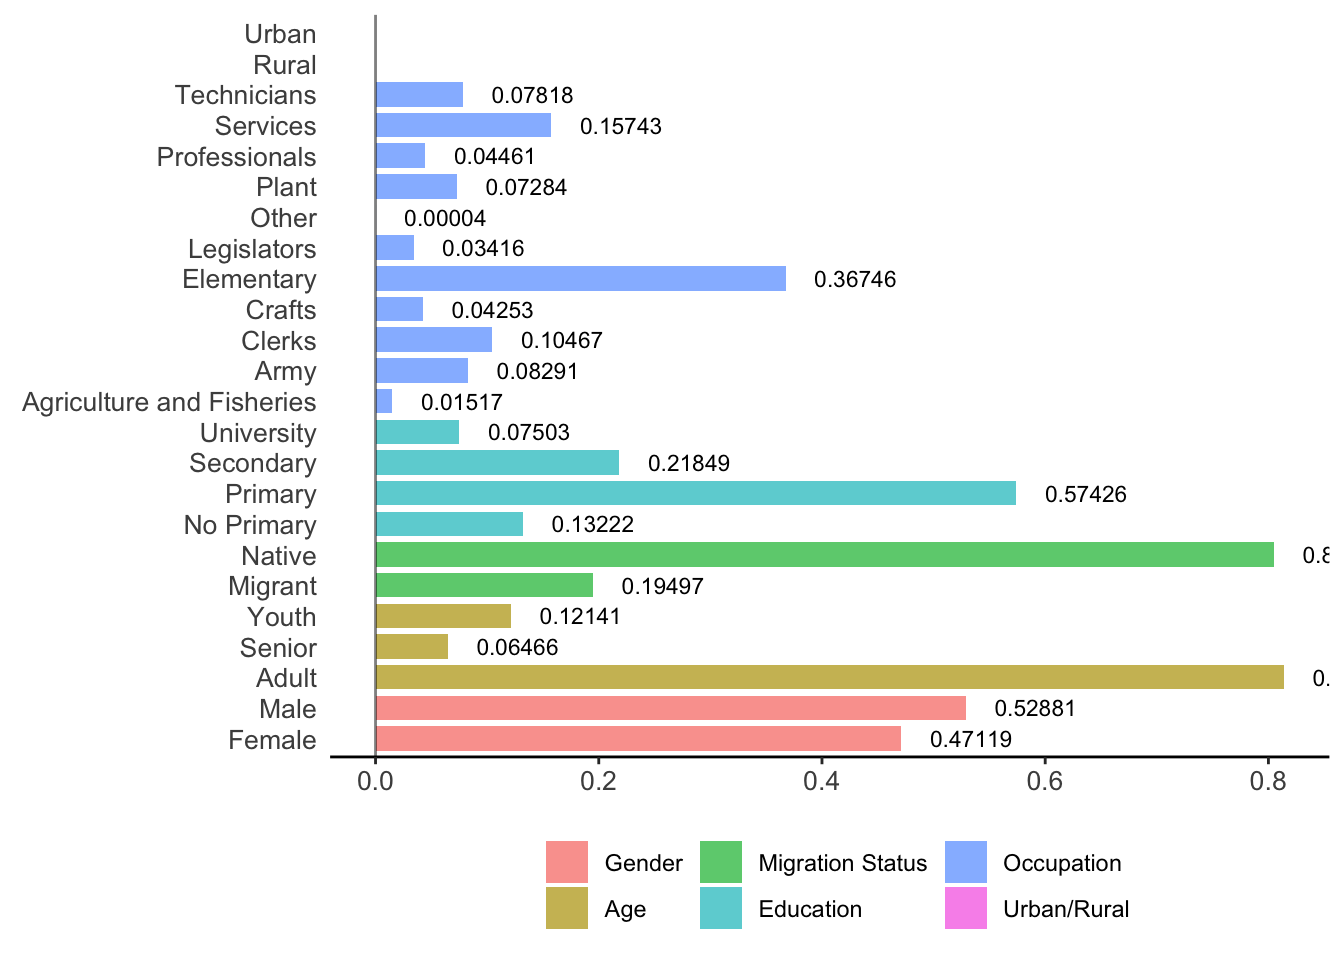 Urban
Rural
Technicians 0.07818
Services 0.15743
Professionals 0.04461
Plant 0.07284
Other 0.00004
Legislators 0.03416
Elementary 0.36746
Crafts 0.04253
Clerks 0.10467
Army 0.08291
Agriculture and Fisheries 0.01517
University 0.07503
Secondary 0.21849
Primary 0.57426
No Primary 0.13222
Native
Migrant 0.19497
Youth 0.12141
Senior 0.06466
Adult
Male 0.52881
Female 0.47119
0.0 0.2 0.4 0.6 0.8
Gender Migration Status Occupation
Age Education Urban/Rural